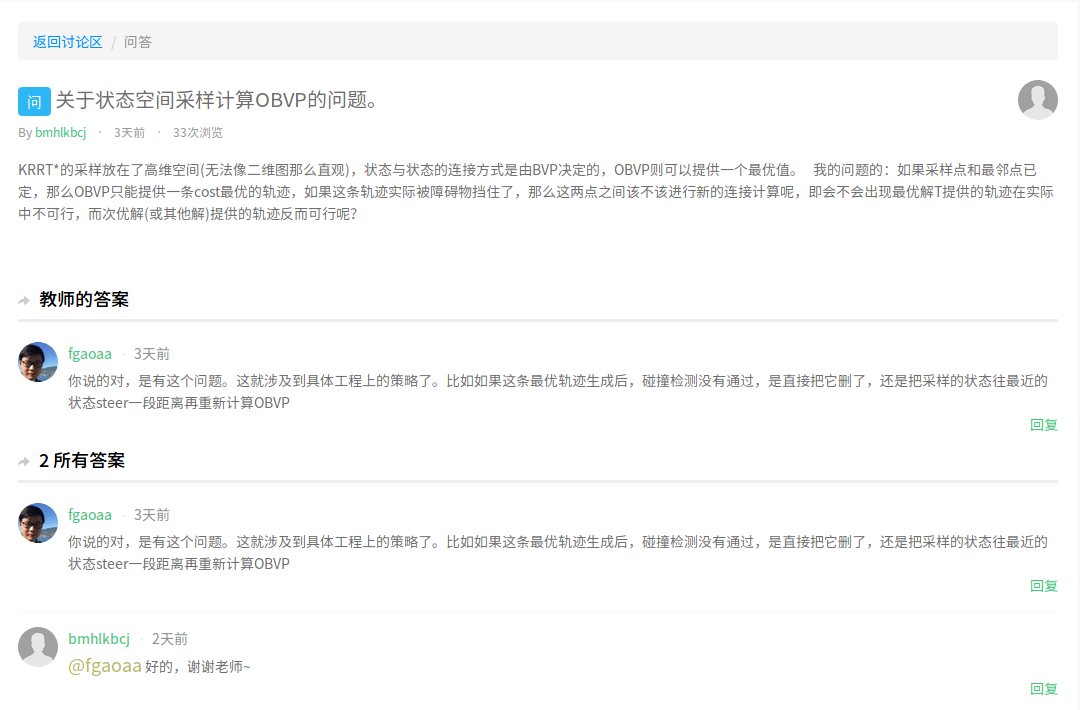 返回讨论区 / 问答
问 关于状态空间采样计算OBVP的问题。
By bmhlkbcj · 3天前 · 33次浏览
KRRT*的采样放在了高维空间(无法像二维图那么直观)，状态与状态的连接方式是由BVP决定的，OBVP则可以提供一个最优值。 我的问题的：如果采样点和最邻点已
定，那么OBVP只能提供一条cost最优的轨迹，如果这条轨迹实际被障碍物挡住了，那么这两点之间该不该进行新的连接计算呢，即会不会出现最优解T提供的轨迹在实际
中不可行，而次优解(或其他解)提供的轨迹反而可行呢？
教师的答案
fgaoaa · 3天前
你说的对，是有这个问题。这就涉及到具体工程上的策略了。比如如果这条最优轨迹生成后，碰撞检测没有通过，是直接把它删了，还是把采样的状态往最近的
状态steer一段距离再重新计算OBVP
回复
2 所有答案
fgaoaa · 3天前
你说的对，是有这个问题。这就涉及到具体工程上的策略了。比如如果这条最优轨迹生成后，碰撞检测没有通过，是直接把它删了，还是把采样的状态往最近的
状态steer一段距离再重新计算OBVP
回复
bmhlkbcj · 2天前
@fgaoaa 好的，谢谢老师~
回复